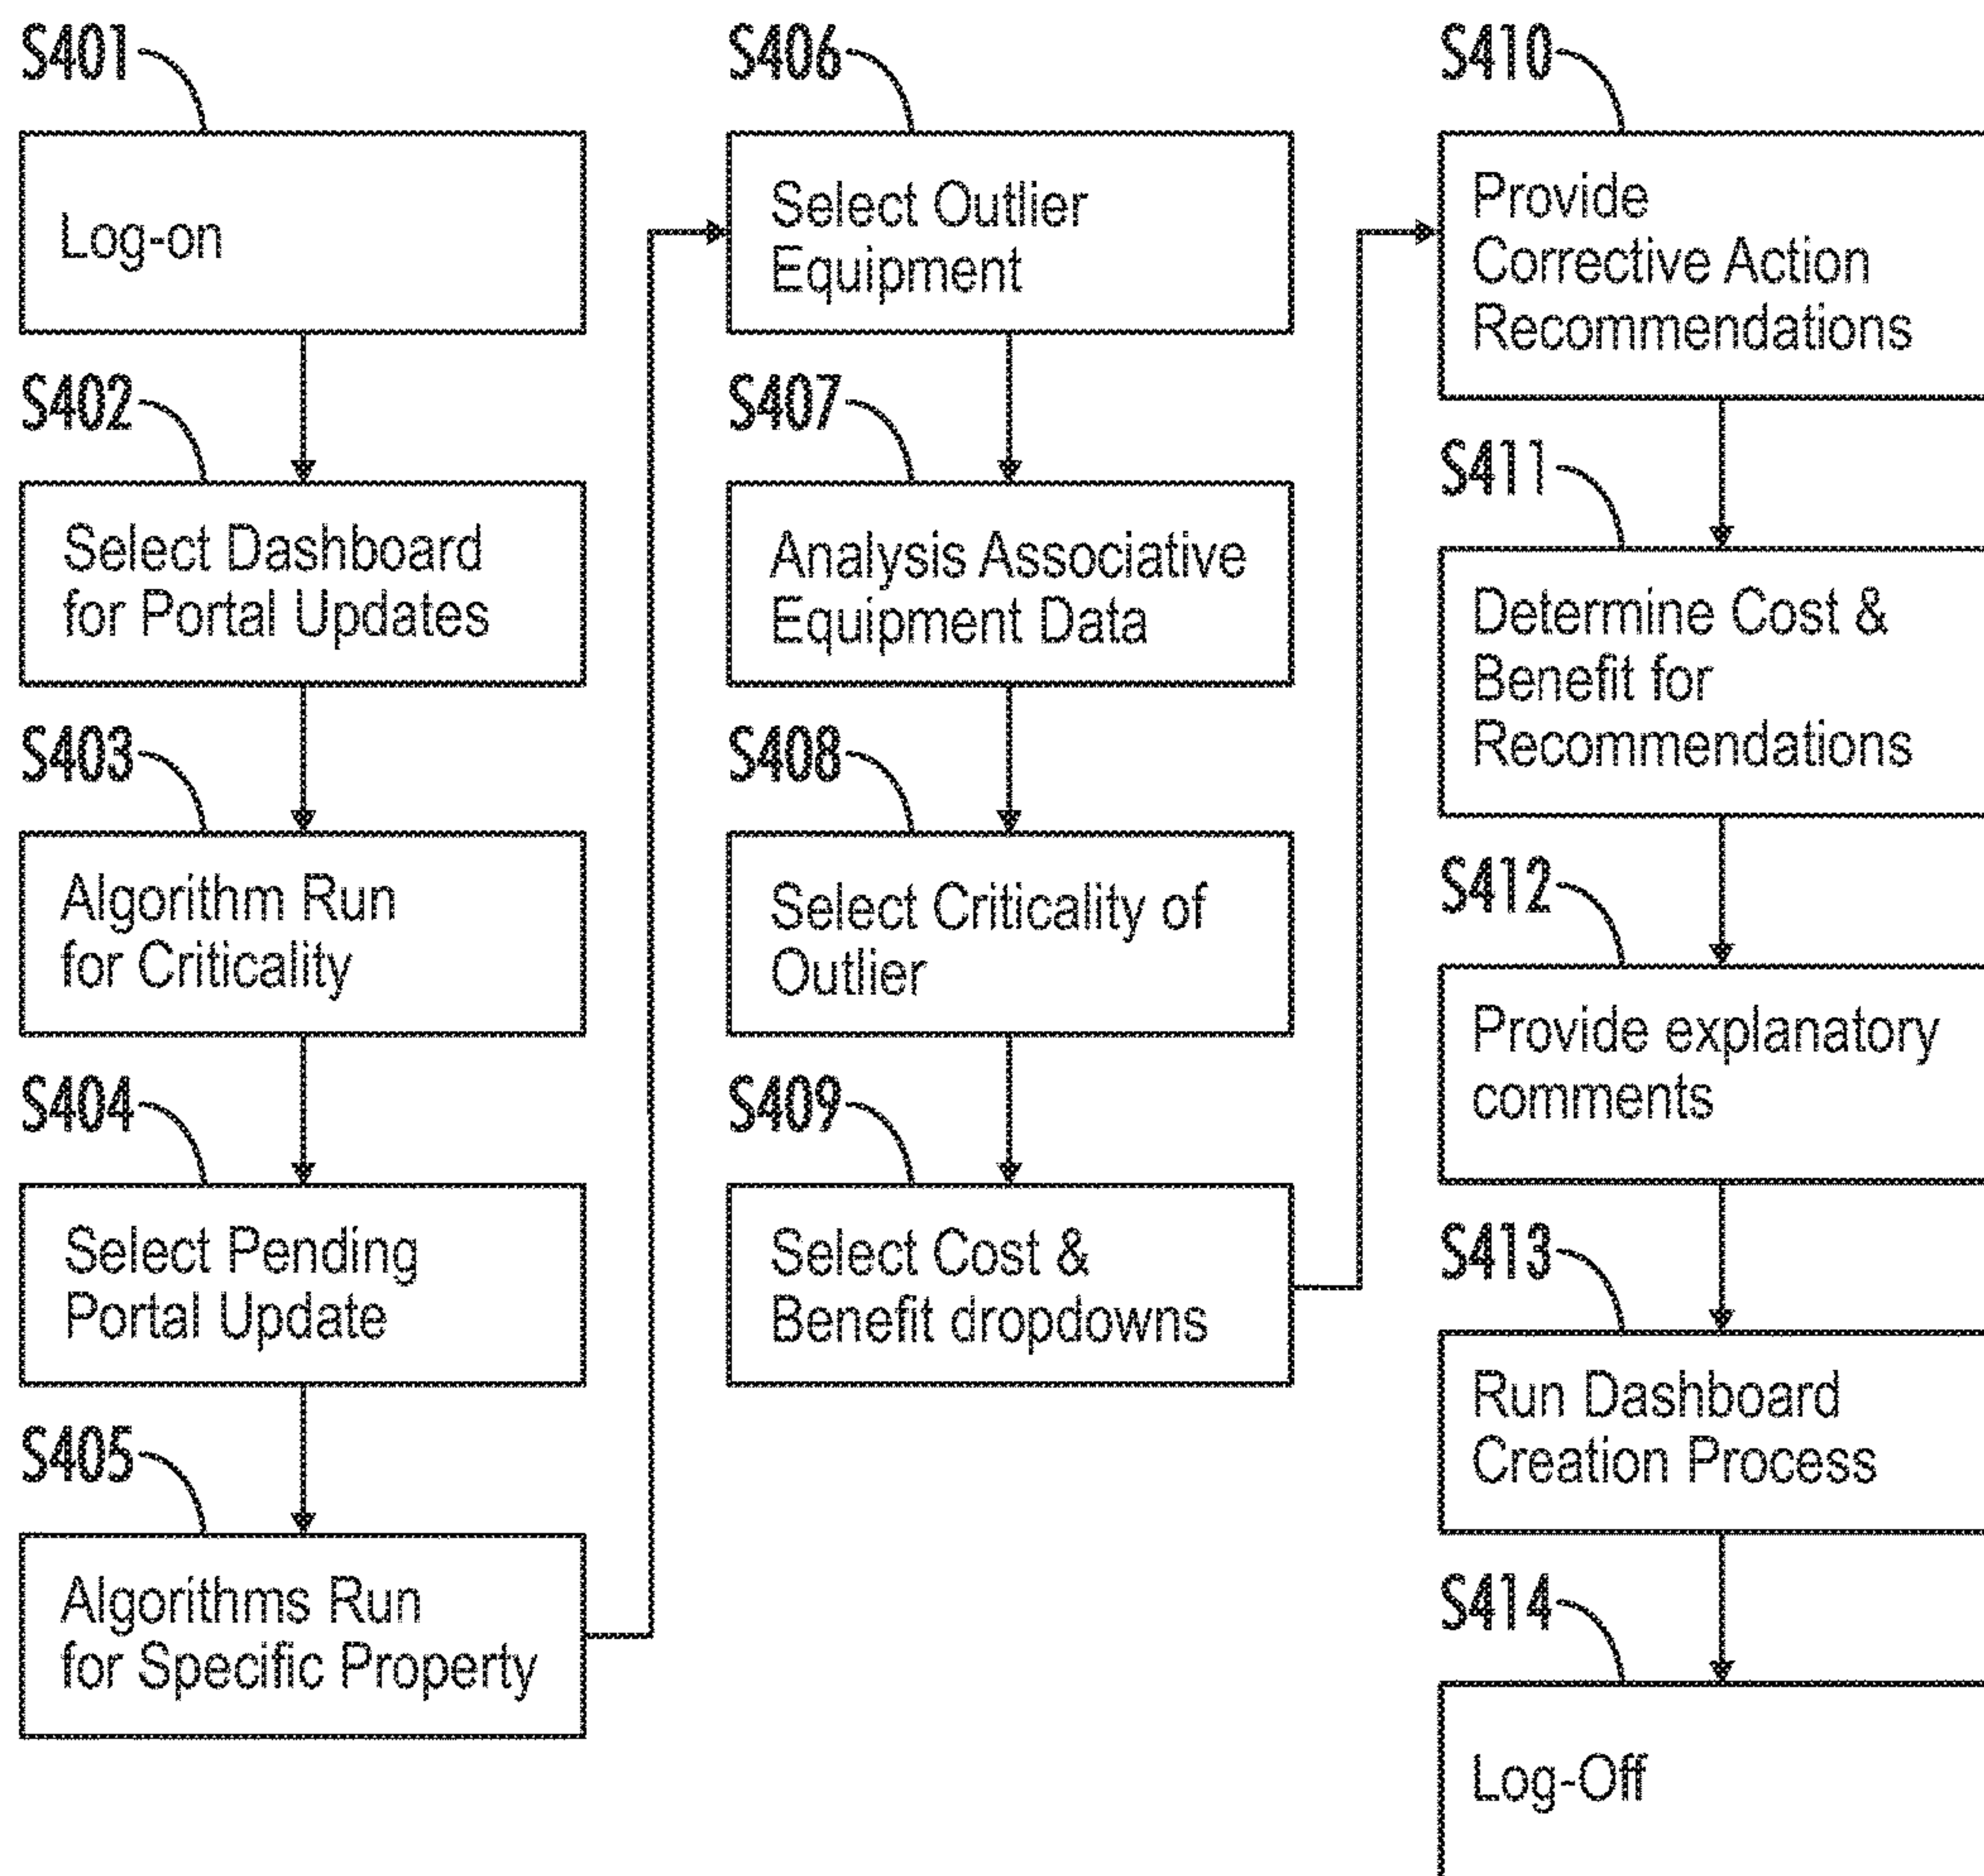 S401
Log-on
S402
Select Dashboard
for Portal Updates
S403
Algorithm Run
for Criticality
S404
Select Pending
Portal Update
S405
Algorithms Run
for Specific Property
S406
Select Outlier
Equipment
S407
Analysis Associative
Equipment Data
S408
Select Criticality of
Outlier
S409
Select Cost &
Benefit dropdowns
S410
Provide
Corrective Action
Recommendations
S411
Determine Cost &
Benefit for
Recommendations
S412
Provide explanatory
comments
S413
Run Dashboard
Creation Process
S414
Log-Off